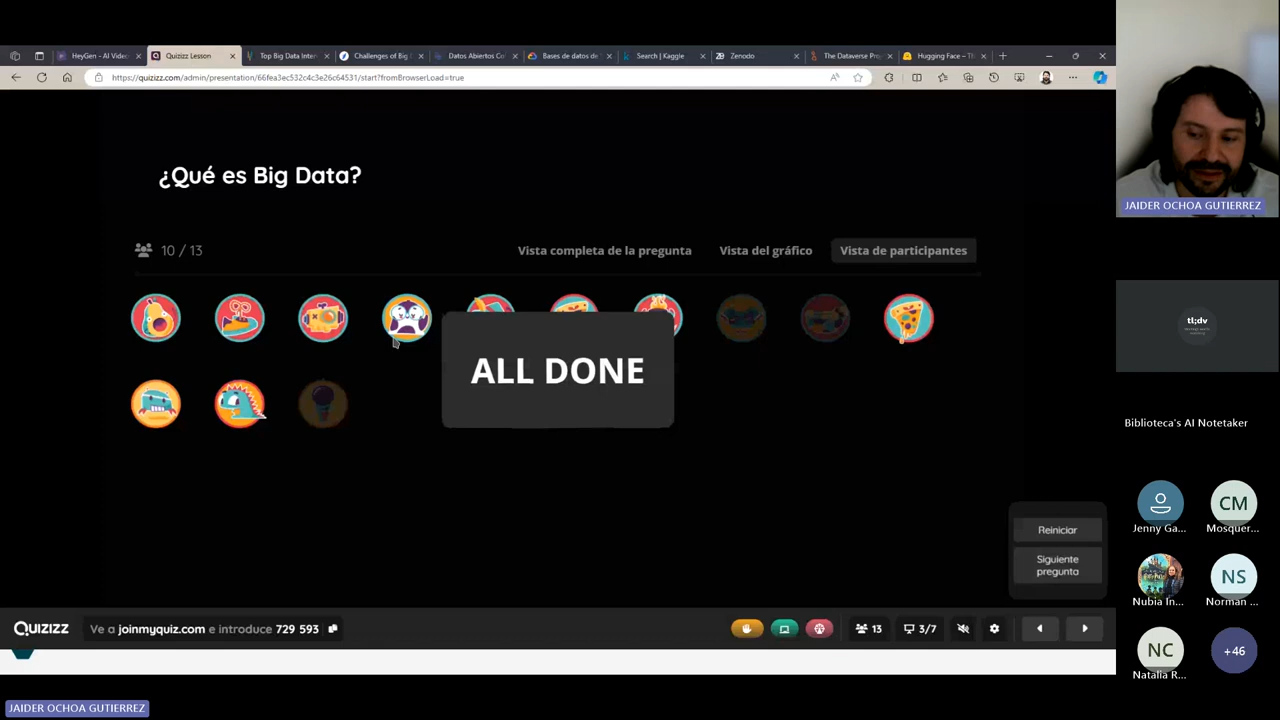 HeyGen - AI Video
Quizizz Lesson
Top Big Data Inter
Challenges of Big
Datos Abiertos Co
Bases de datos de
Search | Kaggle
Zenodo
The Dataverse Pro
Hugging Face – Th
https://quizizz.com/admin/presentation/66fea3ec532c4c3e26c64531/start?fromBrowserLoad=true
¿Qué es Big Data?
10 / 13
Vista completa de la pregunta
Vista del gráfico
Vista de participantes
ALL DONE
Reiniciar
Siguiente
pregunta
QUIZIZZ
Ve a joinmyquiz.com e introduce 729 593
13
3/7
JAIDER OCHOA GUTIERREZ
JAIDER OCHOA GUTIERREZ
tl;dv
Biblioteca's AI Notetaker
Jenny Ga...
CM
Mosquer...
Nubia In...
NS
Norman ...
NC
Natalia R...
+46